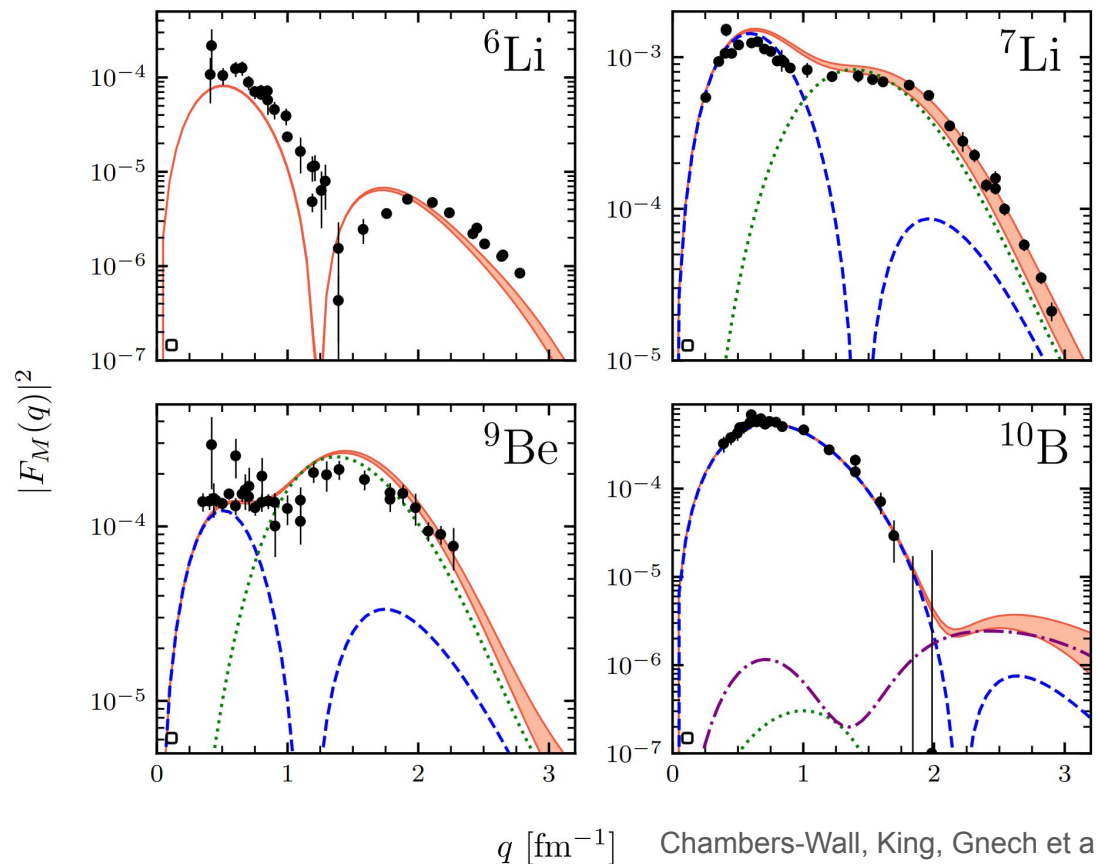 ⁶Li
⁷Li
10⁻⁴
10⁻⁵
10⁻⁶
10⁻⁷
10⁻³
10⁻⁴
10⁻⁵
|F_M(q)|²
⁹Be
¹⁰B
10⁻⁴
10⁻⁵
10⁻⁴
10⁻⁵
10⁻⁶
10⁻⁷
0 1 2 3
0 1 2 3
q [fm⁻¹]
Chambers-Wall, King, Gnech et a